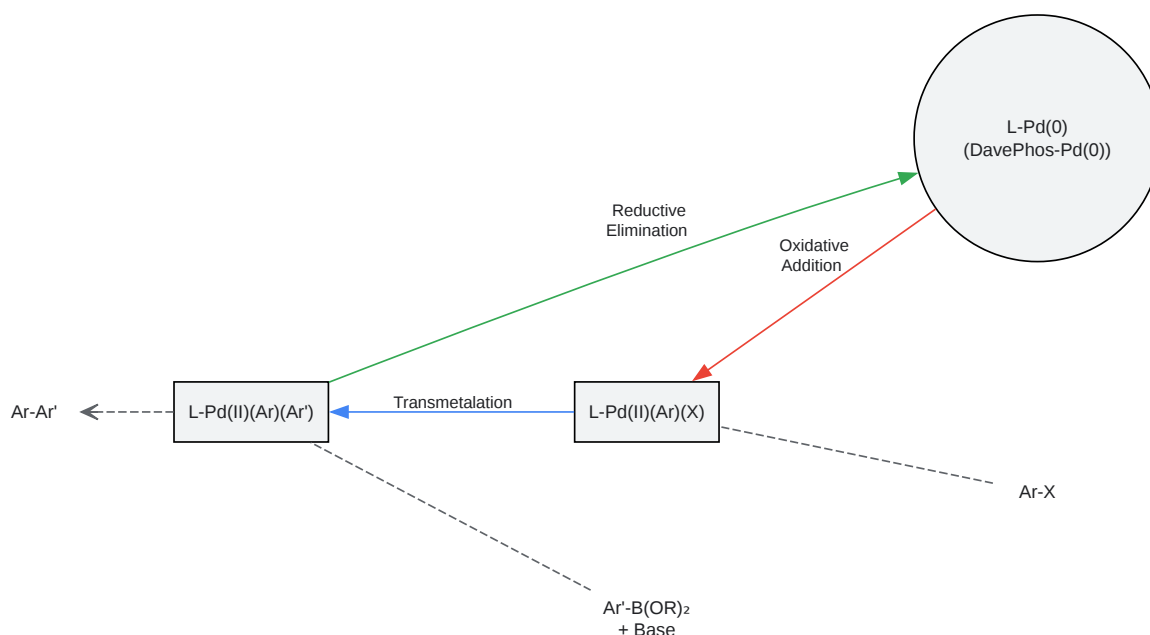 L-Pd(0)
(DavePhos-Pd(0))
Reductive
Elimination
Oxidative
Addition
Ar-Ar'
L-Pd(II)(Ar)(Ar')
Transmetalation
L-Pd(II)(Ar)(X)
Ar-X
Ar'-B(OR)₂
+ Base